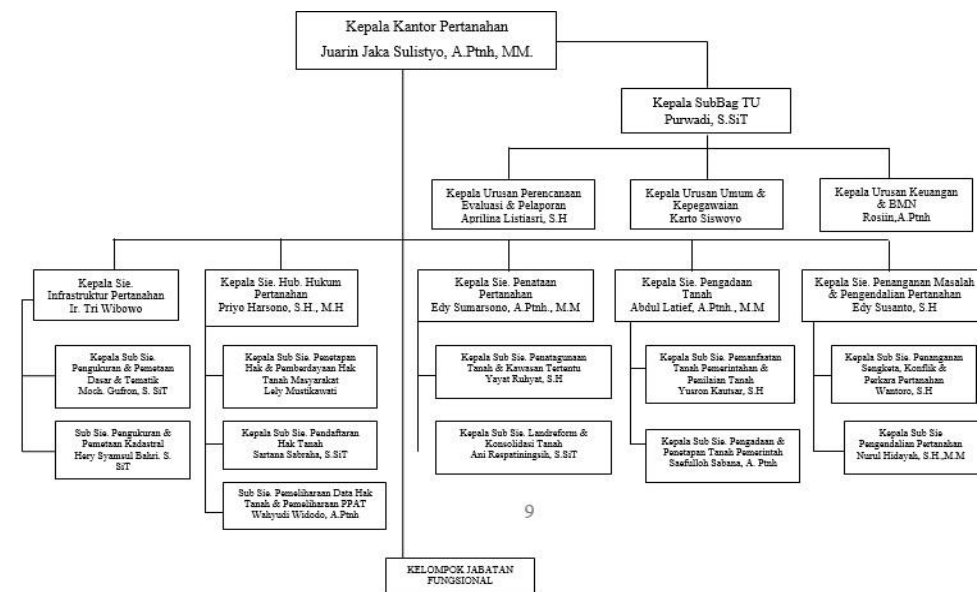 Kepala Kantor Pertanahan
Juarin Jaka Sulistyo, A.Ptnh, MM.
Kepala SubBag TU
Purwadi, S.SiT
Kepala Urusan Perencanaan
Evaluasi & Pelaporan
Aprilina Listiasri, S.H
Kepala Urusan Umum &
Kepegawaian
Karto Siswoyo
Kepala Urusan Keuangan
& BMN
Rosiin,A.Ptnh
Kepala Sie.
Infrastruktur Pertanahan
Ir. Tri Wibowo
Kepala Sie. Hub. Hukum
Pertanahan
Priyo Harsono, S.H., M.H
Kepala Sie. Penataan
Pertanahan
Edy Sumarsono, A.Ptnh., M.M
Kepala Sie. Pengadaan
Tanah
Abdul Latief, A.Ptnh., M.M
Kepala Sie. Penanganan Masalah
& Pengendalian Pertanahan
Edy Susanto, S.H
Kepala Sub Sie.
Pengukuran & Pemetaan
Dasar & Tematik
Moch. Gufron, S. SiT
Kepala Sub Sie. Penetapan
Hak & Pemberdayaan Hak
Tanah Masyarakat
Lely Mustikawati
Kepala Sub Sie. Penatagunaan
Tanah & Kawasan Tertentu
Yayat Ruhyat, S.H
Kepala Sub Sie. Pemanfaatan
Tanah Pemerintahan &
Penilaian Tanah
Yusron Kautsar, S.H
Kepala Sub Sie. Penanganan
Sengketa, Konflik &
Perkara Pertanahan
Wantoro, S.H
Sub Sie. Pengukuran &
Pemetaan Kadastral
Hery Syamsul Bahri. S.
SiT
Kepala Sub Sie. Pendaftaran
Hak Tanah
Sartana Sabraha, S.SiT
Kepala Sub Sie. Landreform &
Konsolidasi Tanah
Ani Respatiningsih, S.SiT
Kepala Sub Sie. Pengadaan &
Penetapan Tanah Pemerintah
Saefulloh Sabana, A. Ptnh
Kepala Sub Sie
Pengendalian Pertanahan
Nurul Hidayah, S.H.,M.M
Sub Sie. Pemeliharaan Data Hak
Tanah & Pemeliharaan PPAT
Wahyudi Widodo, A.Ptnh
9
KELOMPOK JABATAN
FUNGSIONAL